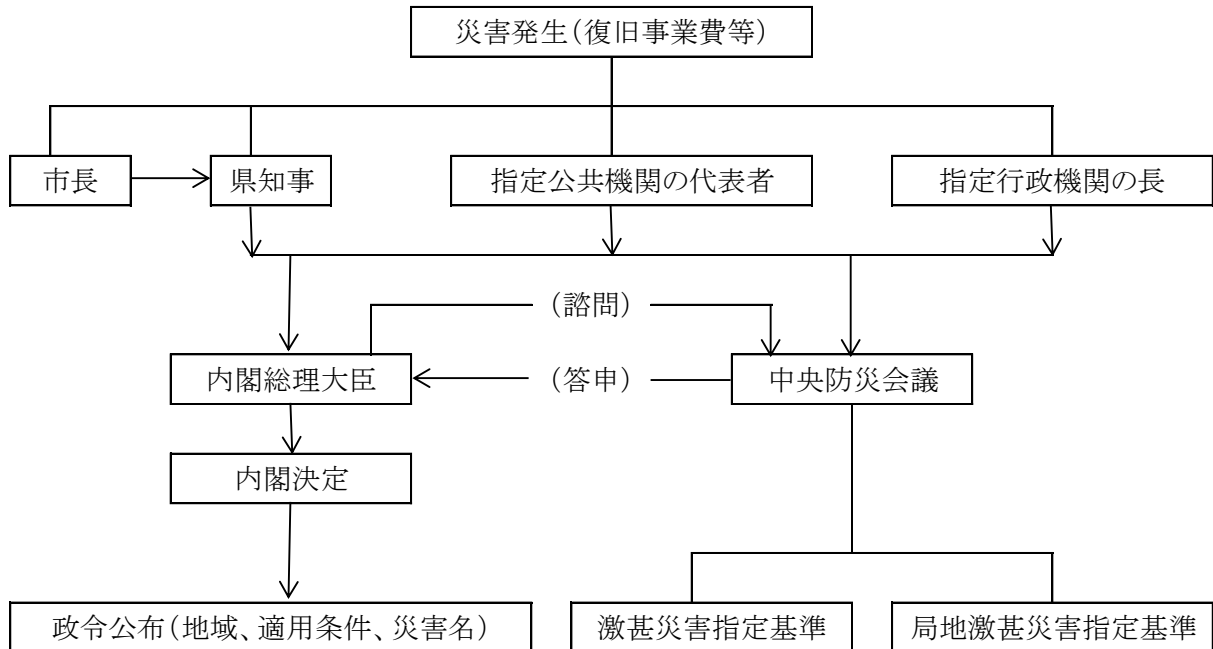 災害発生(復旧事業費等)
市長
県知事
指定公共機関の代表者
指定行政機関の長
(諮問)
内閣総理大臣
(答申)
中央防災会議
内閣決定
政令公布(地域、適用条件、災害名)
激甚災害指定基準
局地激甚災害指定基準